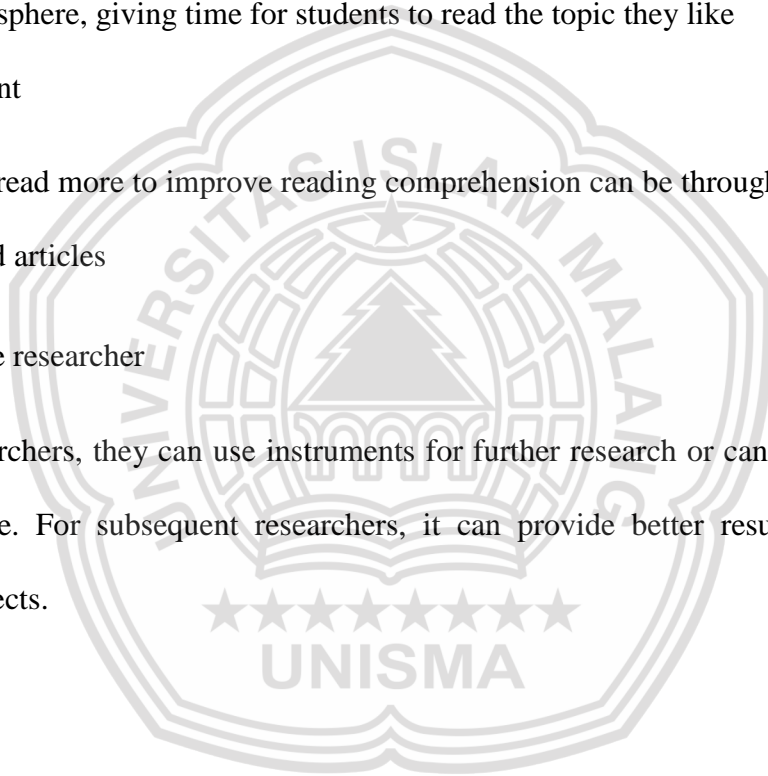 sphere, giving time for students to read the topic they like
nt
read more to improve reading comprehension can be through
d articles
e researcher
rchers, they can use instruments for further research or can
e. For subsequent researchers, it can provide better resu
ects.
UNIVERSITAS ISLAM MALANG
UNISMA